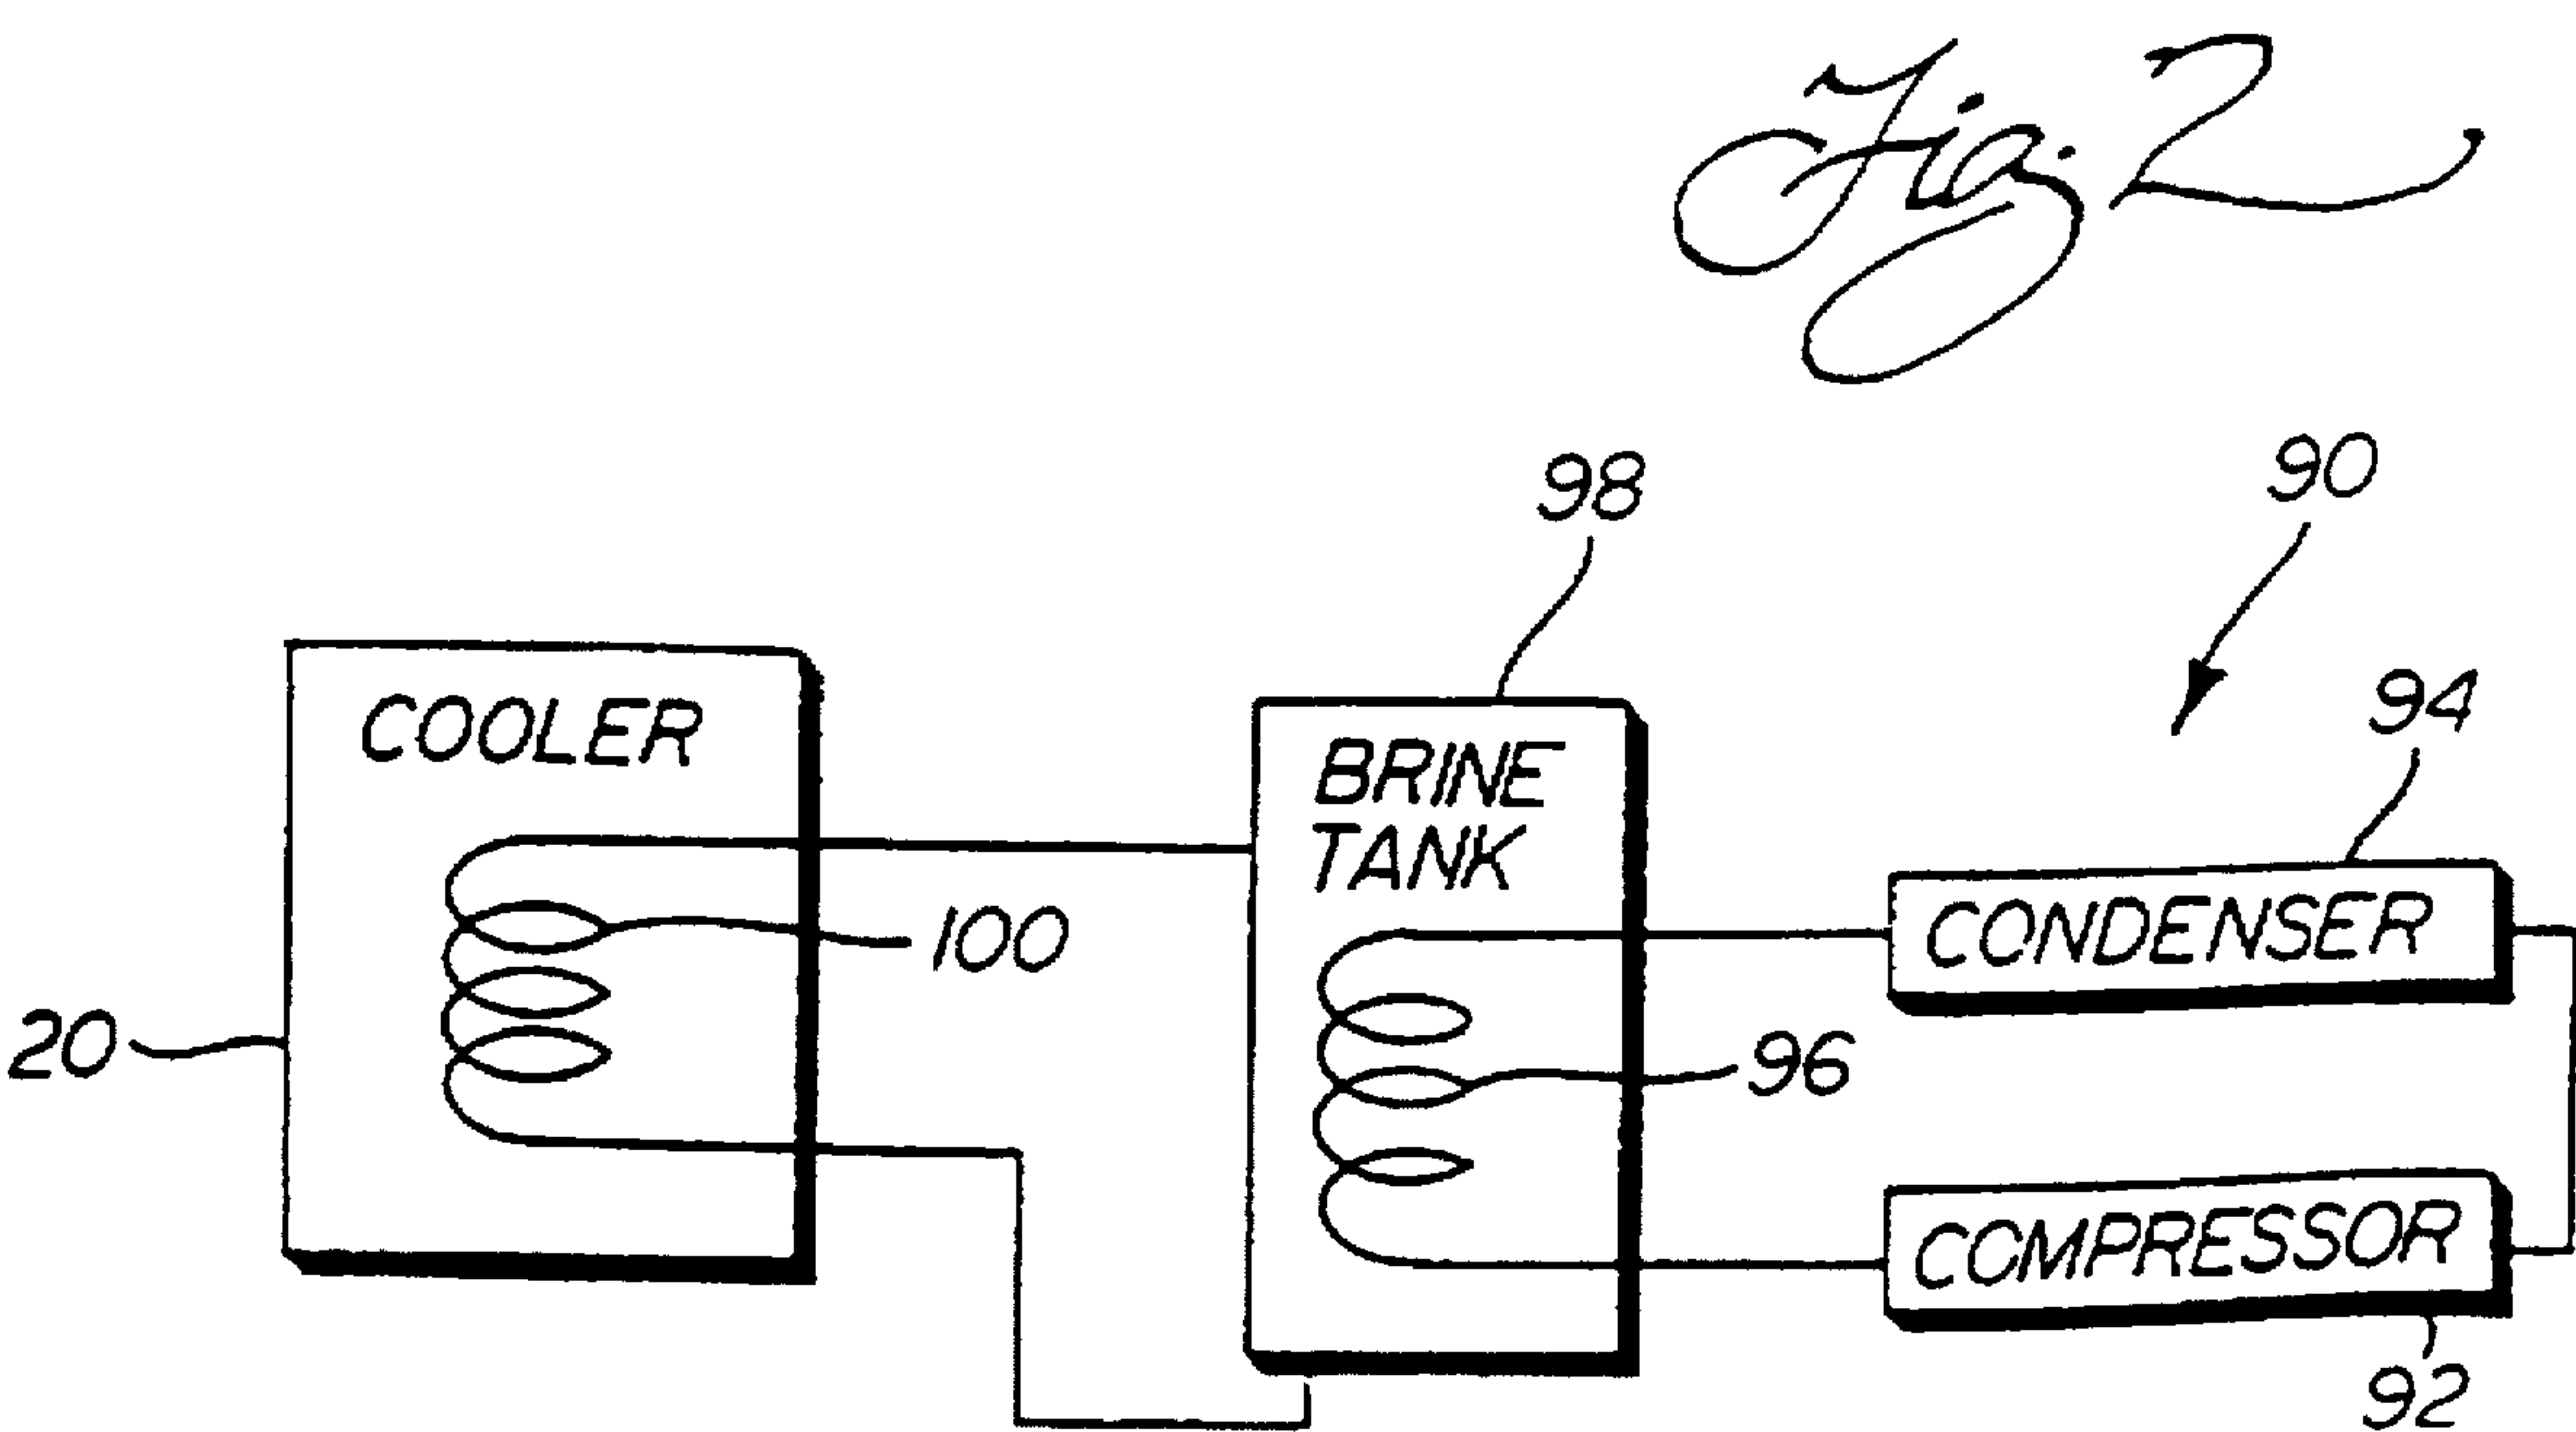 Fig. 2
98
90
COOLER
94
BRINE
TANK
CONDENSER
100
20
96
COMPRESSOR
92